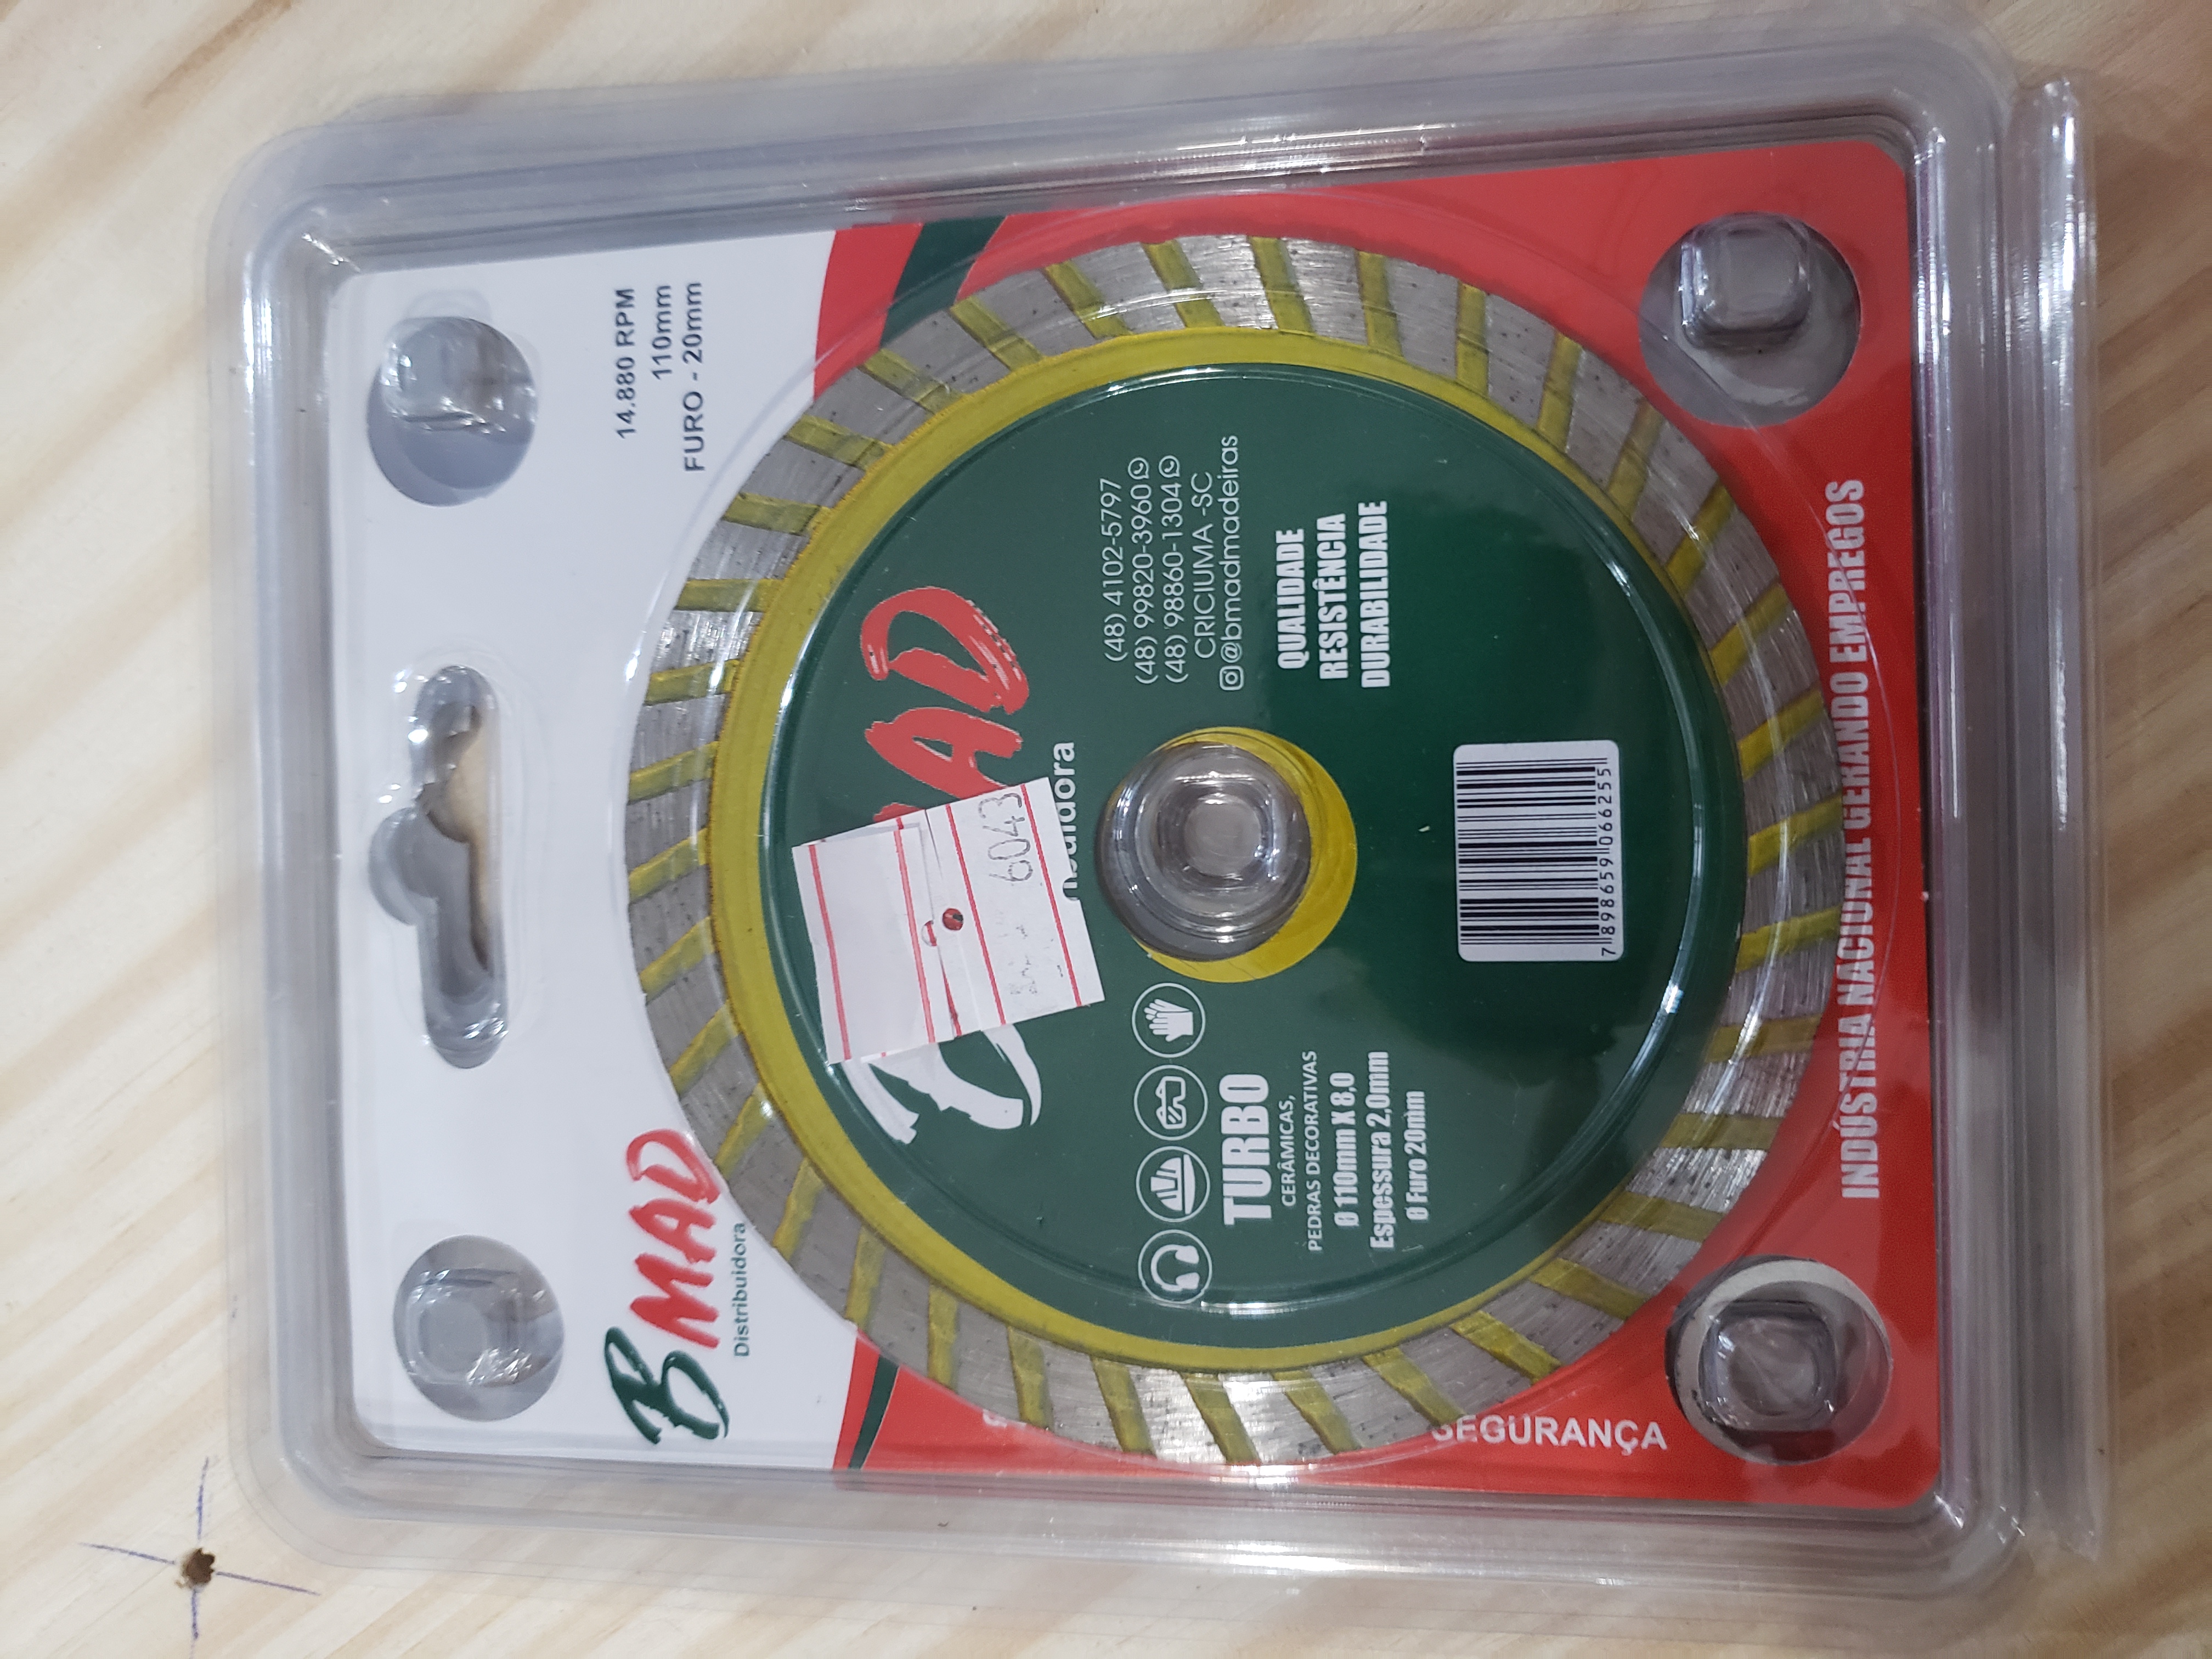 14.880 RPM
110mm
FURO - 20mm
BMAD
Distribuidora
AD
buidora
6043
(48) 4102-5797
(48) 99820-3960
(48) 98860-1304
CRICIUMA -SC
@bmadmadeiras
TURBO
CERÂMICAS,
PEDRAS DECORATIVAS
Ø 110mm X 8,0
Espessura 2,0mm
Ø Furo 20mm
QUALIDADE
RESISTÊNCIA
DURABILIDADE
7898659066255
SEGURANÇA
INDÚSTRIA NACIONAL GERANDO EMPREGOS